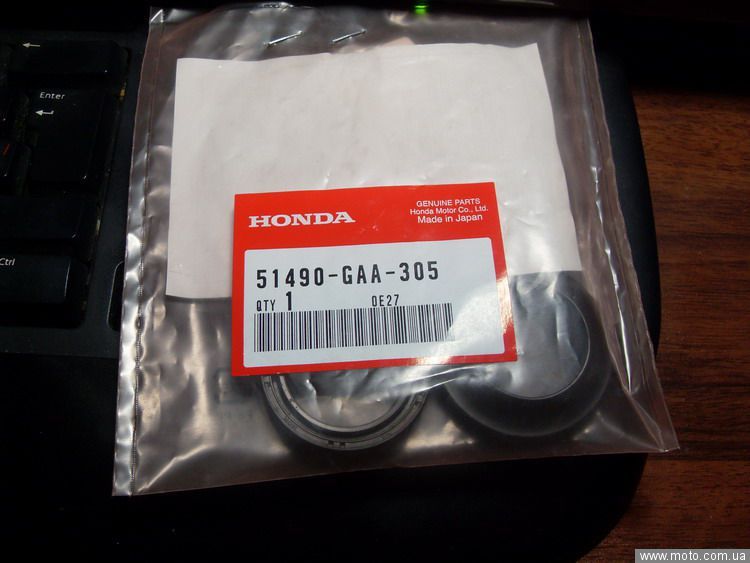 ←
Enter
↵
Ctrl
HONDA
GENUINE PARTS
Honda Motor Co., Ltd.
Made in Japan
51490-GAA-305
QTY 1 0E27
www.moto.com.ua